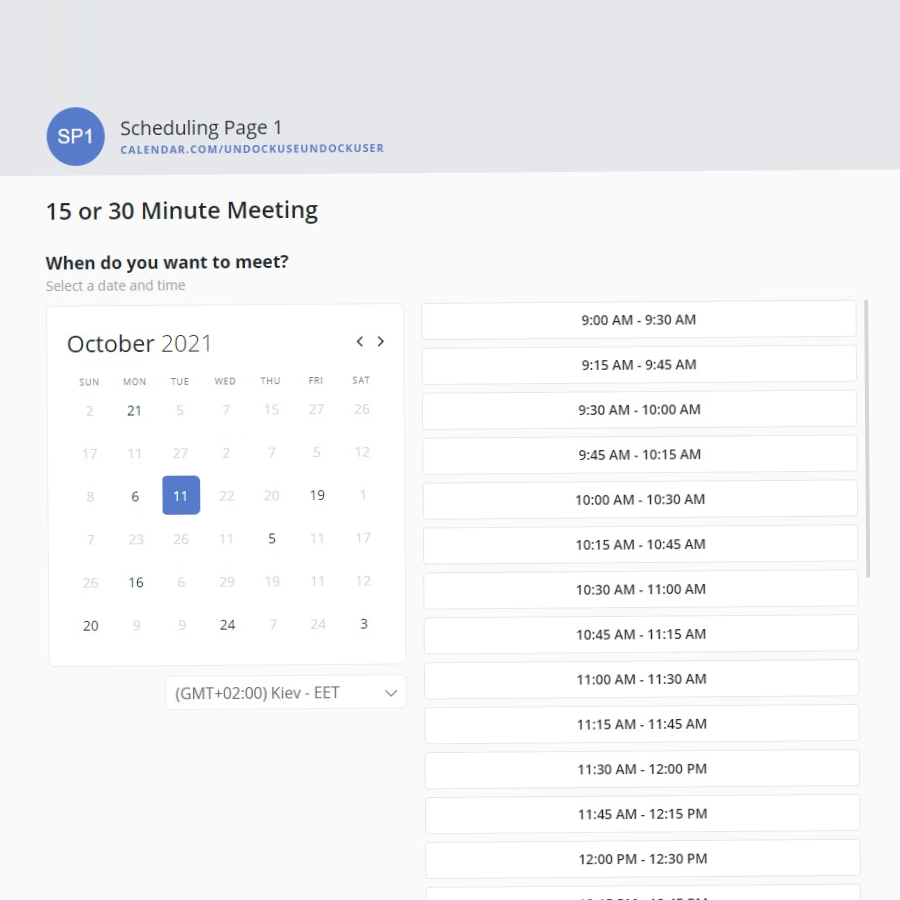 SP1
Scheduling Page 1
CALENDAR.COM/UNDOCKUSEUNDOCKUSER
15 or 30 Minute Meeting
When do you want to meet?
Select a date and time
October 2021
SUN MON TUE WED THU FRI SAT
2 21 5 7 15 27 26
17 11 27 2 7 5 12
8 6 11 22 20 19 1
7 23 26 11 5 11 17
26 16 6 29 19 11 12
20 9 9 24 7 24 3
(GMT+02:00) Kiev - EET
9:00 AM - 9:30 AM
9:15 AM - 9:45 AM
9:30 AM - 10:00 AM
9:45 AM - 10:15 AM
10:00 AM - 10:30 AM
10:15 AM - 10:45 AM
10:30 AM - 11:00 AM
10:45 AM - 11:15 AM
11:00 AM - 11:30 AM
11:15 AM - 11:45 AM
11:30 AM - 12:00 PM
11:45 AM - 12:15 PM
12:00 PM - 12:30 PM